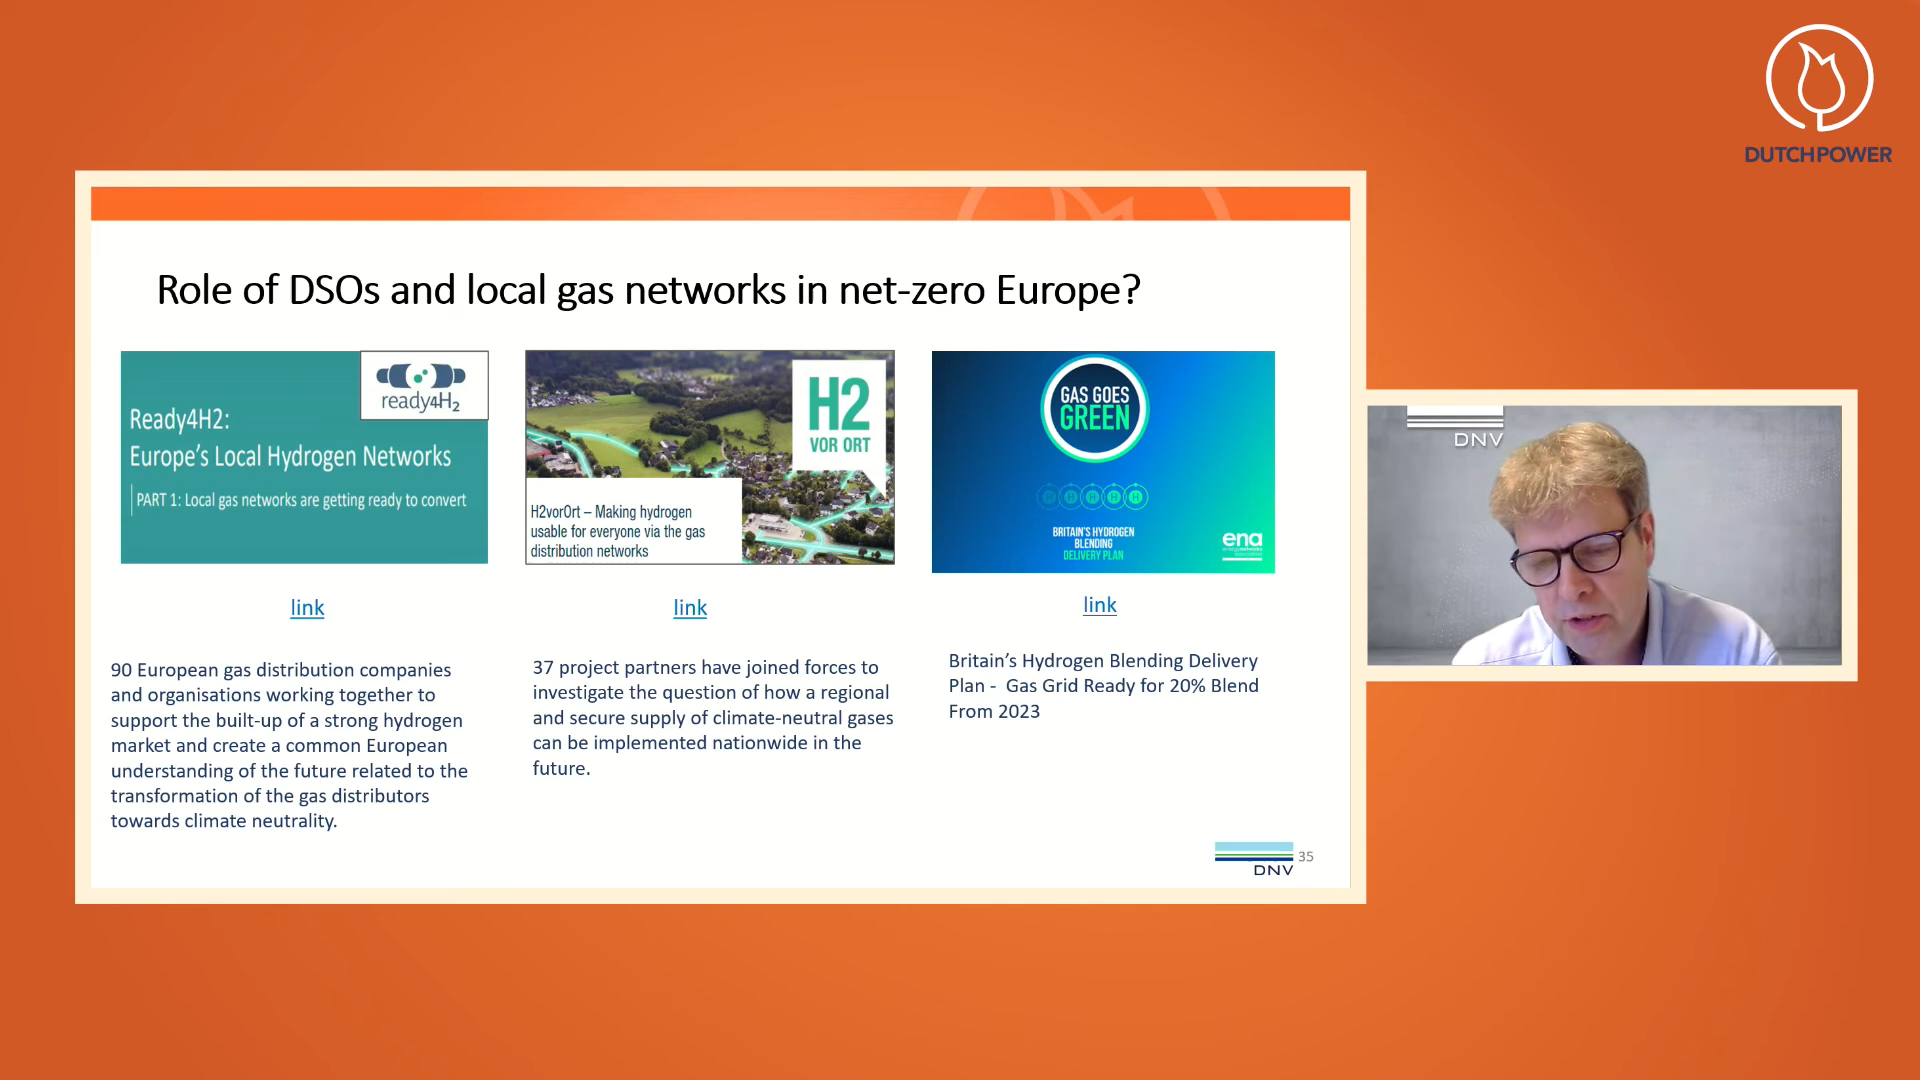 DUTCH POWER
Role of DSOs and local gas networks in net-zero Europe?
ready4H2
Ready4H2:
Europe's Local Hydrogen Networks
PART 1: Local gas networks are getting ready to convert
link
90 European gas distribution companies
and organisations working together to
support the built-up of a strong hydrogen
market and create a common European
understanding of the future related to the
transformation of the gas distributors
towards climate neutrality.
H2
VOR ORT
H2vorOrt – Making hydrogen
usable for everyone via the gas
distribution networks
link
37 project partners have joined forces to
investigate the question of how a regional
and secure supply of climate-neutral gases
can be implemented nationwide in the
future.
GAS GOES
GREEN
H H H H H
BRITAIN'S HYDROGEN
BLENDING
DELIVERY PLAN
ena
energy networks
association
link
Britain's Hydrogen Blending Delivery
Plan -  Gas Grid Ready for 20% Blend
From 2023
DNV
35
DNV